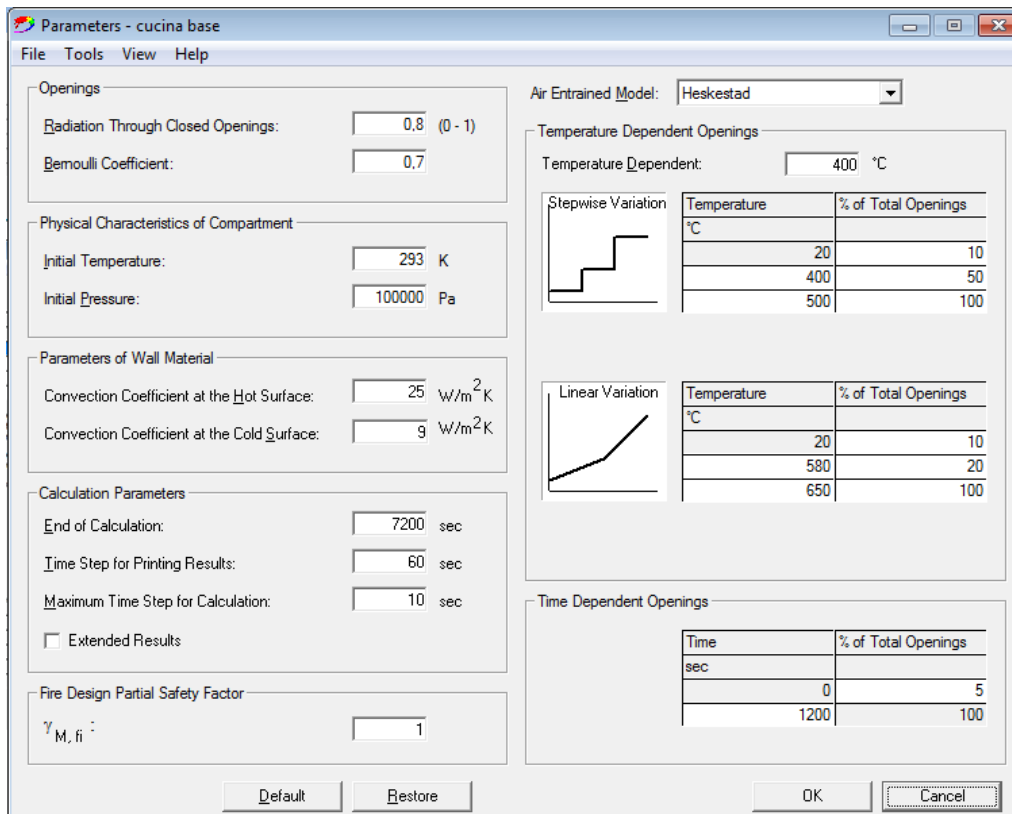 Parameters - cucina base
File Tools View Help
Openings
Radiation Through Closed Openings: 0,8 (0 - 1)
Bernoulli Coefficient: 0,7
Physical Characteristics of Compartment
Initial Temperature: 293 K
Initial Pressure: 100000 Pa
Parameters of Wall Material
Convection Coefficient at the Hot Surface: 25 W/m²K
Convection Coefficient at the Cold Surface: 9 W/m²K
Calculation Parameters
End of Calculation: 7200 sec
Time Step for Printing Results: 60 sec
Maximum Time Step for Calculation: 10 sec
Extended Results
Fire Design Partial Safety Factor
γ M, fi : 1
Air Entrained Model: Heskestad
Temperature Dependent Openings
Temperature Dependent: 400 °C
Stepwise Variation
Temperature % of Total Openings
°C
20 10
400 50
500 100
Linear Variation
Temperature % of Total Openings
°C
20 10
580 20
650 100
Time Dependent Openings
Time % of Total Openings
sec
0 5
1200 100
Default Restore OK Cancel